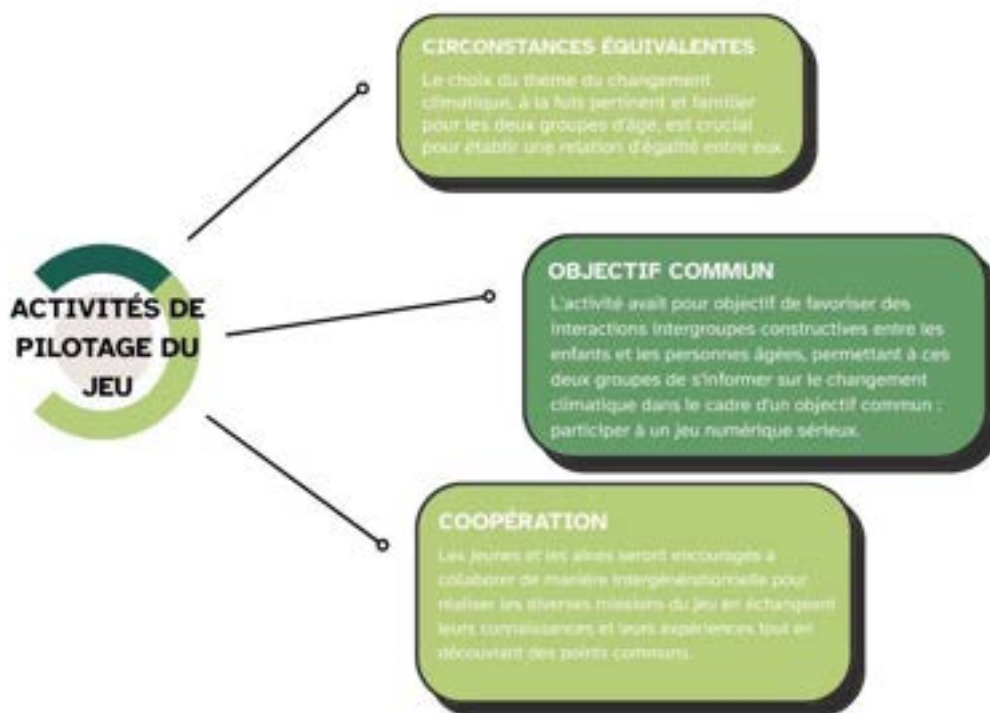 ACTIVITÉS DE
PILOTAGE DU
JEU
CIRCONSTANCES ÉQUIVALENTES
Le choix du thème du changement
climatique, à la fois pertinent et familier
pour les deux groupes d'âge, est crucial
pour établir une relation d'égalité entre eux.
OBJECTIF COMMUN
L'activité avait pour objectif de favoriser des
interactions intergroupes constructives entre les
enfants et les personnes âgées, permettant à ces
deux groupes de s'informer sur le changement
climatique dans le cadre d'un objectif commun :
participer à un jeu numérique sérieux.
COOPÉRATION
Les jeunes et les aînés seront encouragés à
collaborer de manière intergénérationnelle pour
réaliser les diverses missions du jeu en échangeant
leurs connaissances et leurs expériences tout en
découvrant des points communs.